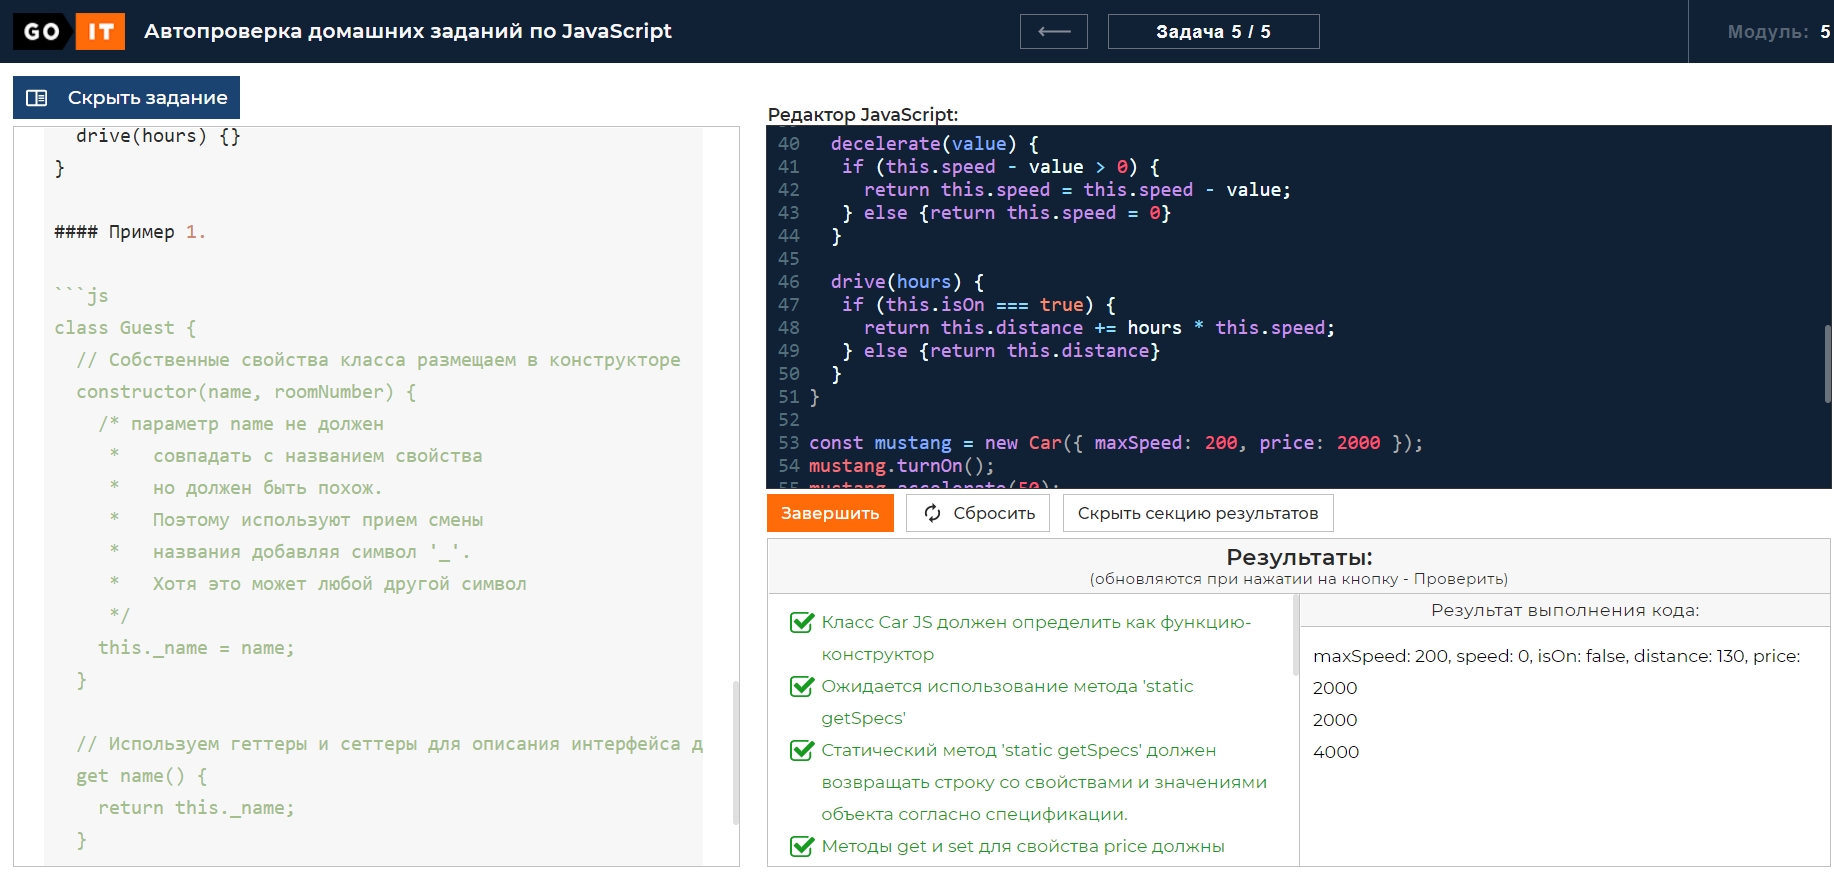 GO IT
Автопроверка домашних заданий по JavaScript
Задача 5 / 5
Модуль: 5
Скрыть задание
drive(hours) {}
}
#### Пример 1.
```js
class Guest {
// Собственные свойства класса размещаем в конструкторе
constructor(name, roomNumber) {
/* параметр name не должен
*   совпадать с названием свойства
*   но должен быть похож.
*   Поэтому используют прием смены
*   названия добавляя символ '_'.
*   Хотя это может любой другой символ
*/
this._name = name;
}
// Используем геттеры и сеттеры для описания интерфейса д
get name() {
return this._name;
}
Редактор JavaScript:
40 decelerate(value) {
41 if (this.speed - value > 0) {
42 return this.speed = this.speed - value;
43 } else {return this.speed = 0}
44 }
45
46 drive(hours) {
47 if (this.isOn === true) {
48 return this.distance += hours * this.speed;
49 } else {return this.distance}
50 }
51 }
52
53 const mustang = new Car({ maxSpeed: 200, price: 2000 });
54 mustang.turnOn();
55 mustang.accelerate(50);
Завершить
Сбросить
Скрыть секцию результатов
Результаты:
(обновляются при нажатии на кнопку - Проверить)
Класс Car JS должен определить как функцию-
конструктор
Ожидается использование метода 'static
getSpecs'
Статический метод 'static getSpecs' должен
возвращать строку со свойствами и значениями
объекта согласно спецификации.
Методы get и set для свойства price должны
Результат выполнения кода:
maxSpeed: 200, speed: 0, isOn: false, distance: 130, price:
2000
2000
4000